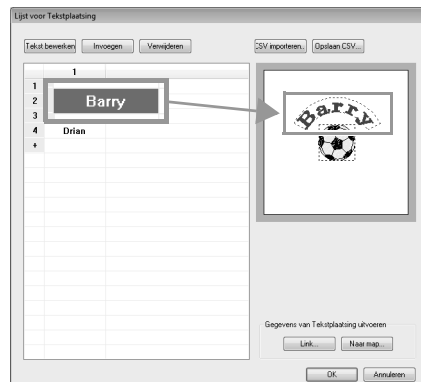 Lijst voor Tekstplaatsing
Tekst bewerken Invoegen Verwijderen CSV importeren.. Opslaan CSV...
1
1
2 Barry
3
4 Drian
+
Barry
Gegevens van Tekstplaatsing uitvoeren
Link... Naar map...
OK Annuleren